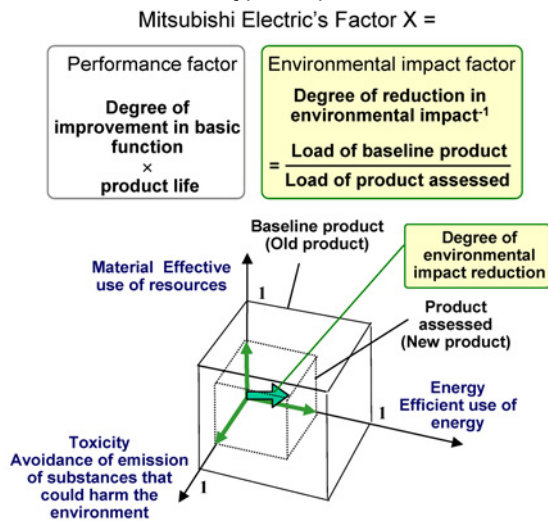 Mitsubishi Electric's Factor X =
Performance factor
Degree of
improvement in basic
function
×
product life
Environmental impact factor
Degree of reduction in
environmental impact-1
= Load of baseline product
Load of product assessed
Baseline product
(Old product)
Degree of
environmental
impact reduction
Material Effective
use of resources
1
Product
assessed
(New product)
Energy
Efficient use of
energy
1
Toxicity
Avoidance of emission
of substances that
could harm the
environment
1